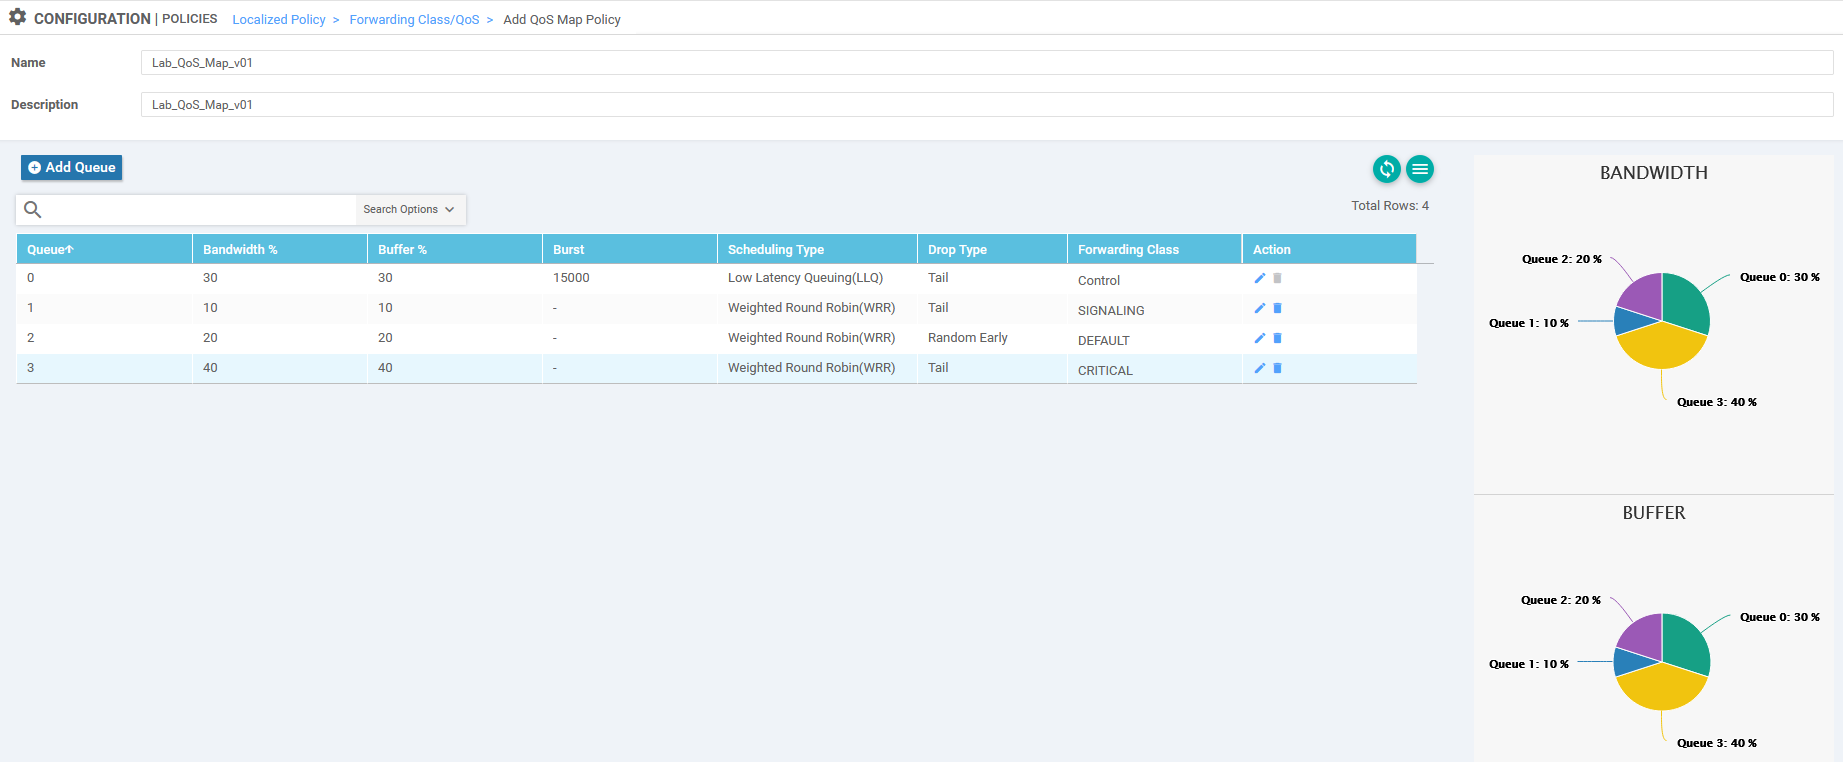 CONFIGURATION | POLICIES Localized Policy > Forwarding Class/QoS > Add QoS Map Policy
Name Lab_QoS_Map_v01
Description Lab_QoS_Map_v01
Add Queue
Search Options
Total Rows: 4
Queue Bandwidth % Buffer % Burst Scheduling Type Drop Type Forwarding Class Action
0 30 30 15000 Low Latency Queuing(LLQ) Tail Control
1 10 10 - Weighted Round Robin(WRR) Tail SIGNALING
2 20 20 - Weighted Round Robin(WRR) Random Early DEFAULT
3 40 40 - Weighted Round Robin(WRR) Tail CRITICAL
BANDWIDTH
Queue 2: 20 %
Queue 0: 30 %
Queue 1: 10 %
Queue 3: 40 %
BUFFER
Queue 2: 20 %
Queue 0: 30 %
Queue 1: 10 %
Queue 3: 40 %